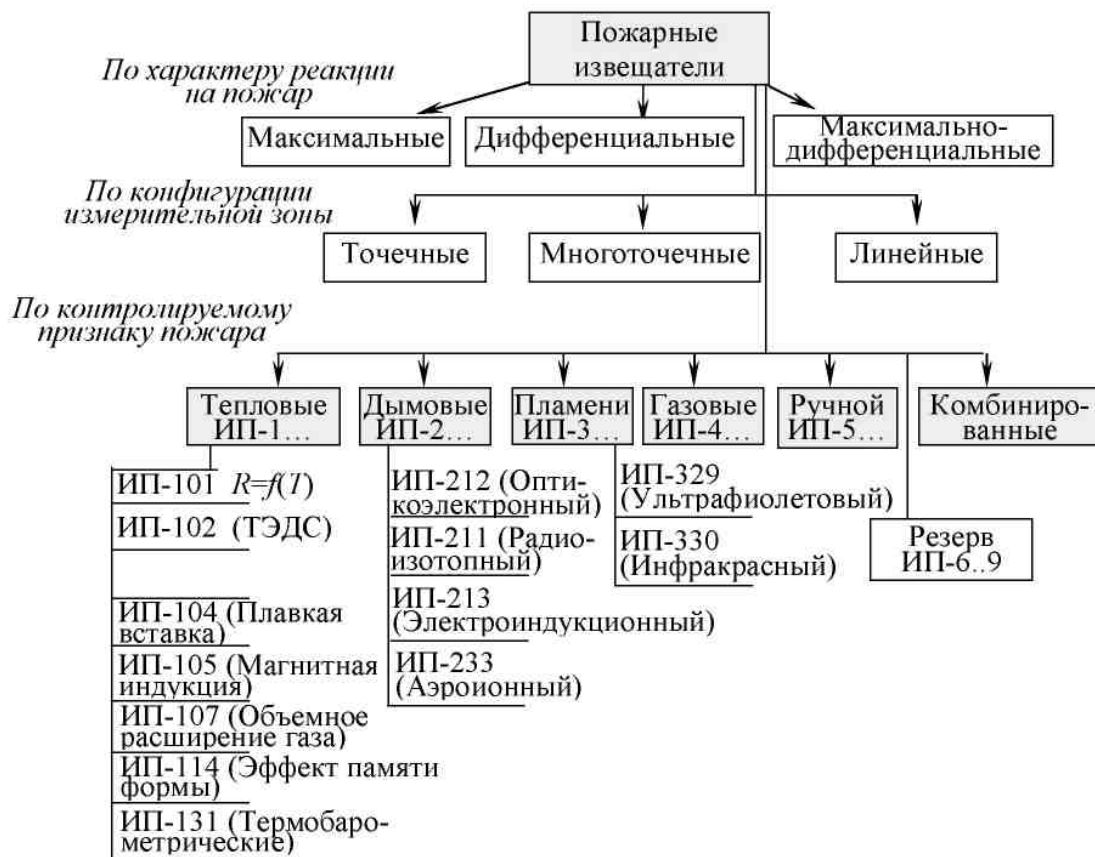 Пожарные
извещатели
По характеру реакции
на пожар
Максимальные
Дифференциальные
Максимально-
дифференциальные
По конфигурации
измерительной зоны
Точечные
Многоточечные
Линейные
По контролируемому
признаку пожара
Тепловые
ИП-1...
Дымовые
ИП-2...
Пламени
ИП-3...
Газовые
ИП-4...
Ручной
ИП-5...
Комбиниро-
ванные
ИП-101 R=f(T)
ИП-102 (ТЭДС)
ИП-104 (Плавкая
вставка)
ИП-105 (Магнитная
индукция)
ИП-107 (Объемное
расширение газа)
ИП-114 (Эффект памяти
формы)
ИП-131 (Термобаро-
метрические)
ИП-212 (Опти-
коэлектронный)
ИП-211 (Радио-
изотопный)
ИП-213
(Электроиндукционный)
ИП-233
(Аэроионный)
ИП-329
(Ультрафиолетовый)
ИП-330
(Инфракрасный)
Резерв
ИП-6..9